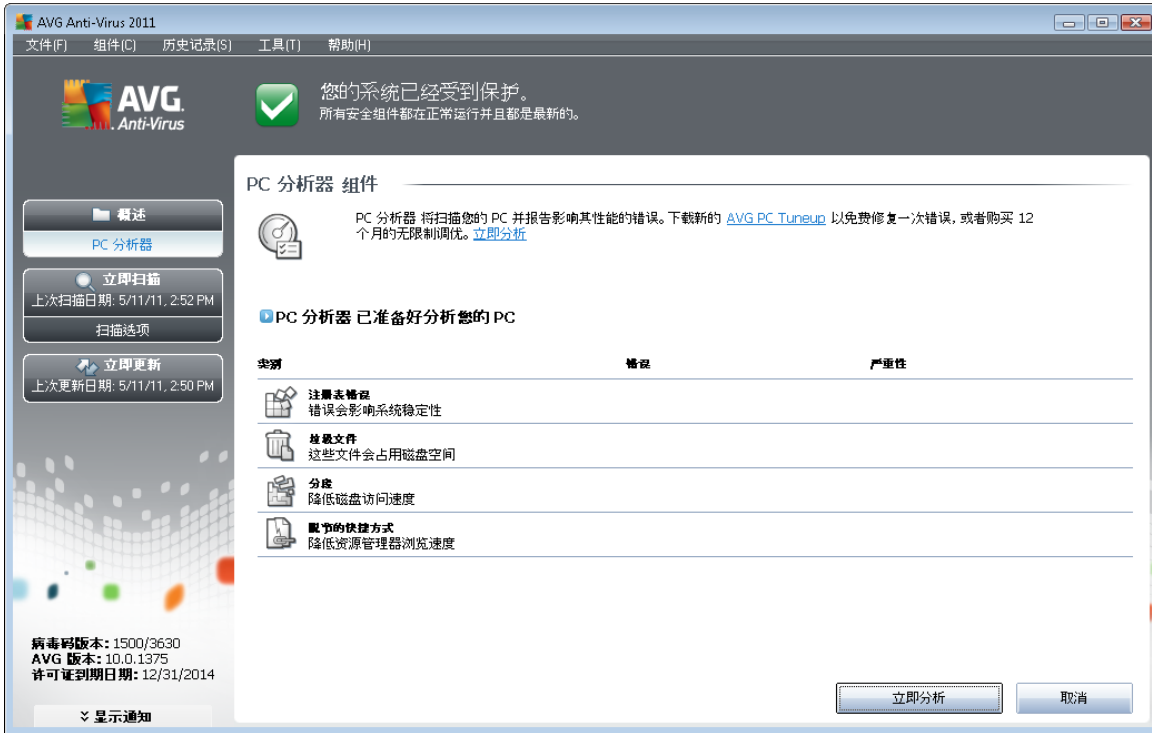 AVG Anti-Virus 2011
文件(F) 组件(C) 历史记录(S) 工具(T) 帮助(H)
AVG.
Anti-Virus
您的系统已经受到保护。
所有安全组件都在正常运行并且都是最新的。
概述
PC 分析器
立即扫描
上次扫描日期: 5/11/11, 2:52 PM
扫描选项
立即更新
上次更新日期: 5/11/11, 2:50 PM
病毒码版本: 1500/3630
AVG 版本: 10.0.1375
许可证到期日期: 12/31/2014
显示通知
PC 分析器 组件
PC 分析器 将扫描您的 PC 并报告影响其性能的错误。下载新的 AVG PC Tuneup 以免费修复一次错误, 或者购买 12
个月的无限制调优。立即分析
PC 分析器 已准备好分析您的 PC
类别 错误 严重性
注册表错误
错误会影响系统稳定性
垃圾文件
这些文件会占用磁盘空间
分段
降低磁盘访问速度
脱节的快捷方式
降低资源管理器浏览速度
立即分析 取消